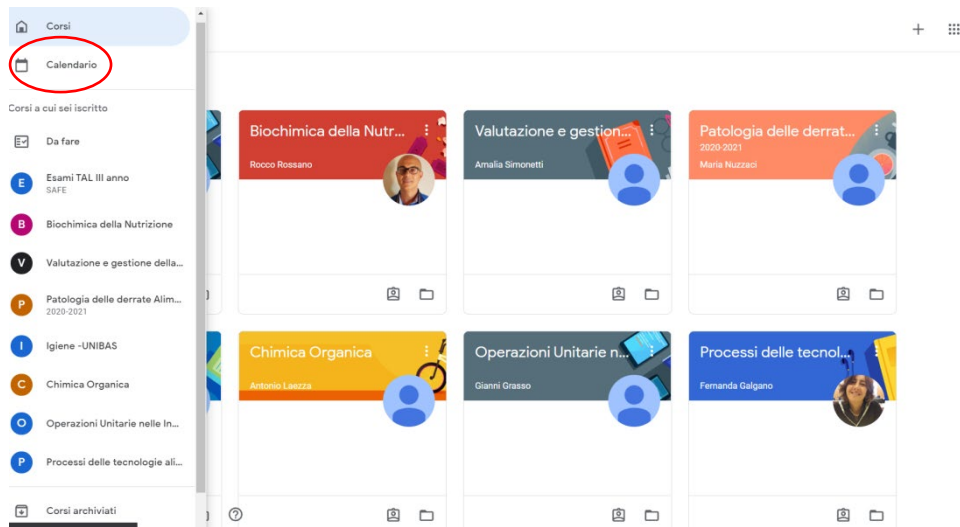 Corsi
Calendario
Corsi a cui sei iscritto
Da fare
E
Esami TAL III anno
SAFE
B
Biochimica della Nutrizione
V
Valutazione e gestione della...
P
Patologia delle derrate Alim...
2020-2021
I
Igiene -UNIBAS
C
Chimica Organica
O
Operazioni Unitarie nelle In...
P
Processi delle tecnologie ali...
Corsi archiviati
Biochimica della Nutr...
Rocco Rossano
Valutazione e gestion...
Amalia Simonetti
Patologia delle derrat...
2020-2021
Maria Nuzzaci
Chimica Organica
Antonio Laezza
Operazioni Unitarie n...
Gianni Grasso
Processi delle tecnol...
Fernanda Galgano